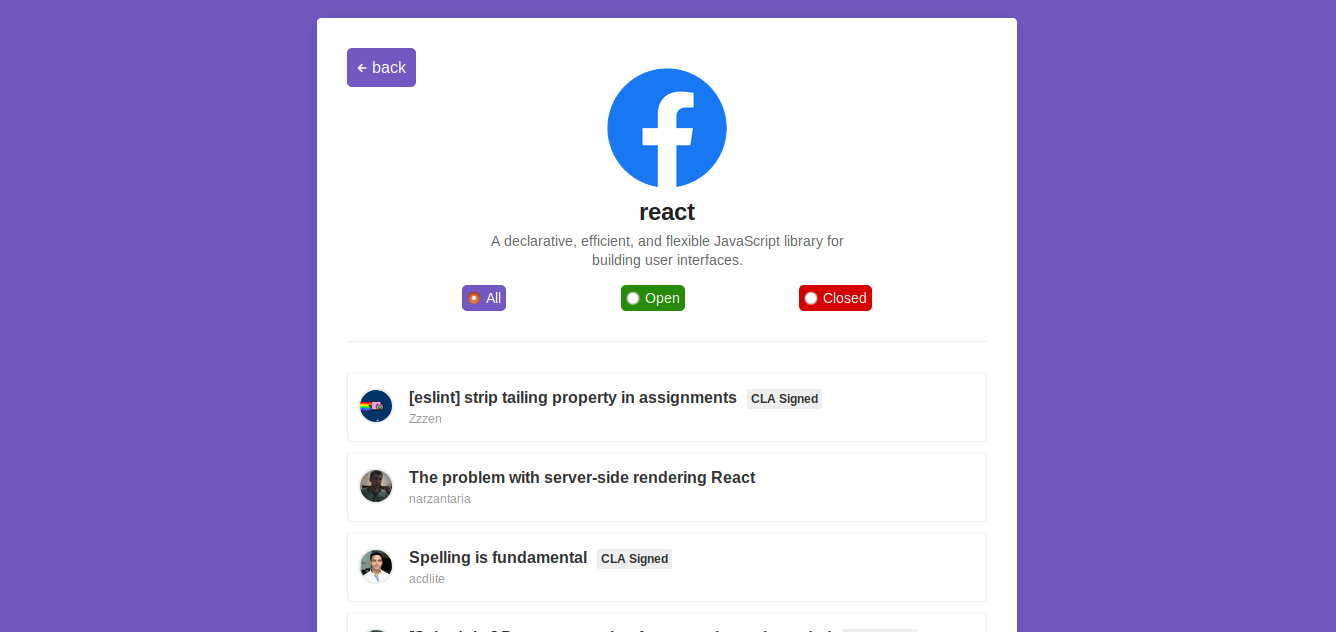 back
react
A declarative, efficient, and flexible JavaScript library for
building user interfaces.
All
Open
Closed
[eslint] strip tailing property in assignments CLA Signed
Zzzen
The problem with server-side rendering React
narzantaria
Spelling is fundamental CLA Signed
acdlite